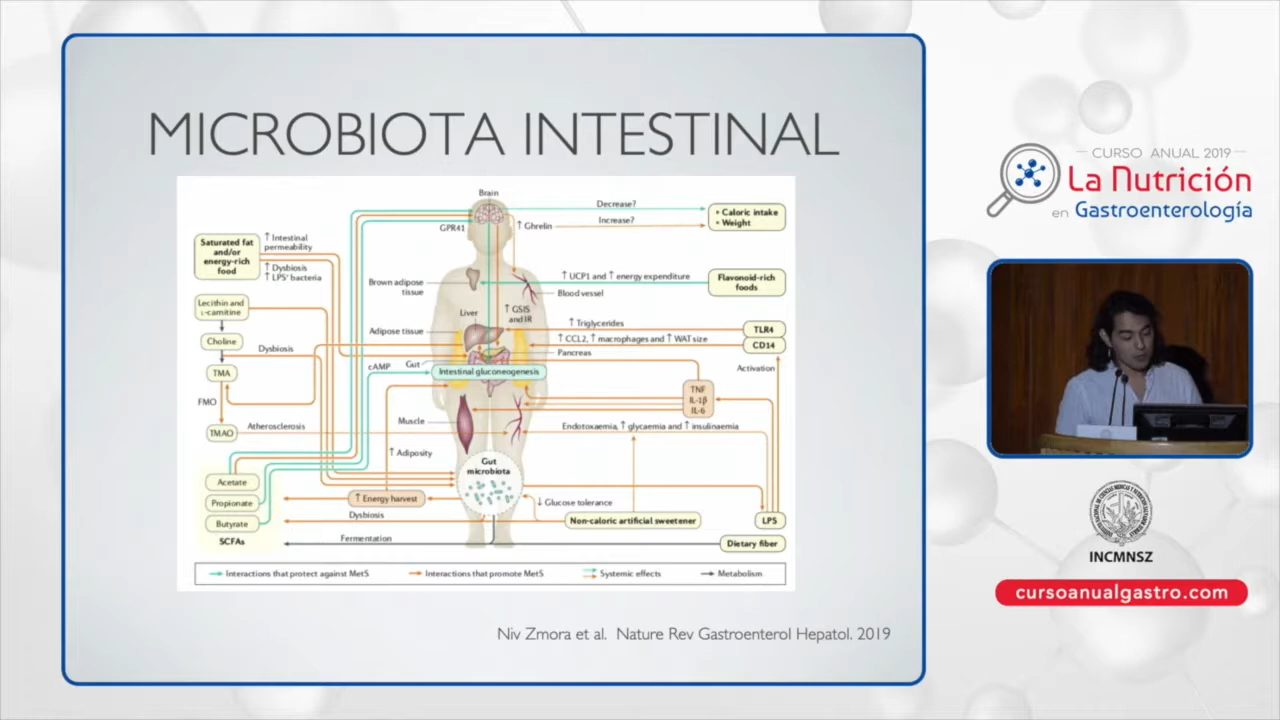 MICROBIOTA INTESTINAL
Brain
GPR41
↑ Ghrelin
Decrease?
Increase?
• Caloric intake
• Weight
Saturated fat
and/or
energy-rich
food
↑ Intestinal
permeability
↑ Dysbiosis
↑ LPS' bacteria
Brown adipose
tissue
↑ UCP1 and ↑ energy expenditure
Blood vessel
Flavonoid-rich
foods
Lecithin and
L-carnitine
Liver
↑ GSIS
and IR
Adipose tissue
↑ Triglycerides
TLR4
↑ CCL2, ↑ macrophages and ↑ WAT size
CD14
Choline
Dysbiosis
Pancreas
cAMP
Gut
Intestinal gluconeogenesis
Activation
TMA
FMO
TNF
IL-1β
IL-6
TMAO
Atherosclerosis
Muscle
Endotoxaemia, ↑ glycaemia and ↑ insulinaemia
↑ Adiposity
Gut
microbiota
Acetate
Propionate
Butyrate
SCFAs
↑ Energy harvest
↓ Glucose tolerance
Dysbiosis
Non-caloric artificial sweetener
LPS
Fermentation
Dietary fiber
Interactions that protect against MetS
Interactions that promote MetS
Systemic effects
Metabolism
Niv Zmora et al. Nature Rev Gastroenterol Hepatol. 2019
CURSO ANUAL 2019
La Nutrición
en Gastroenterología
INCMNSZ
cursoanualgastro.com